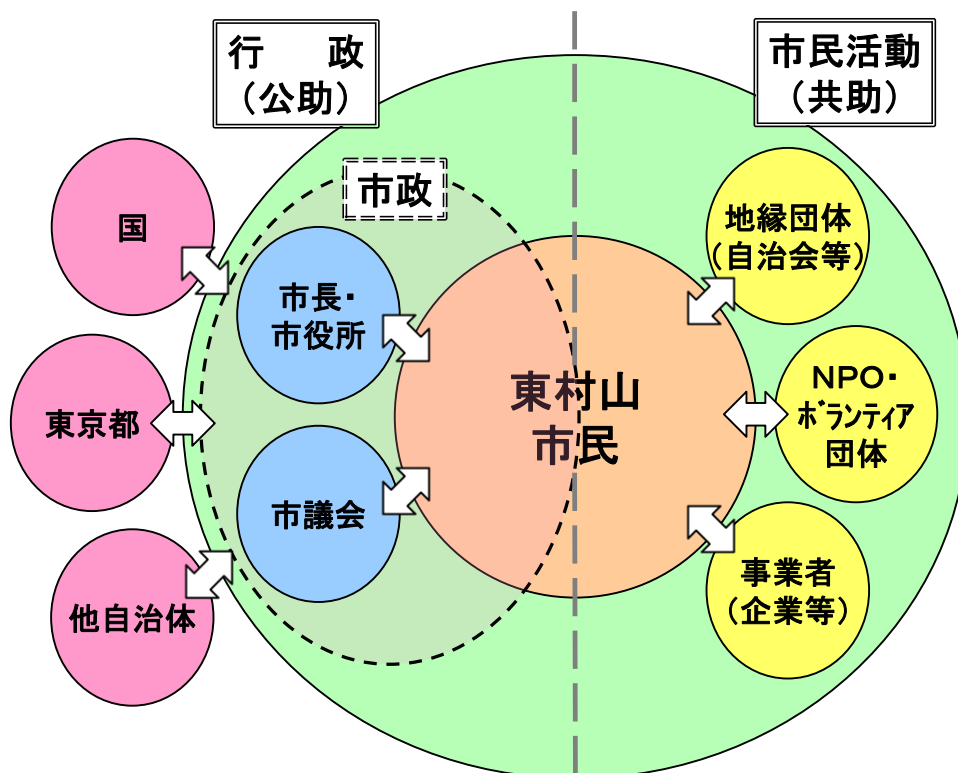 行　　政
（公助）
市民活動
（共助）
市政
国
東京都
他自治体
市長・
市役所
市議会
東村山
市民
地縁団体
（自治会等）
ＮＰＯ・
ﾎﾞﾗﾝティア
団体
事業者
（企業等）